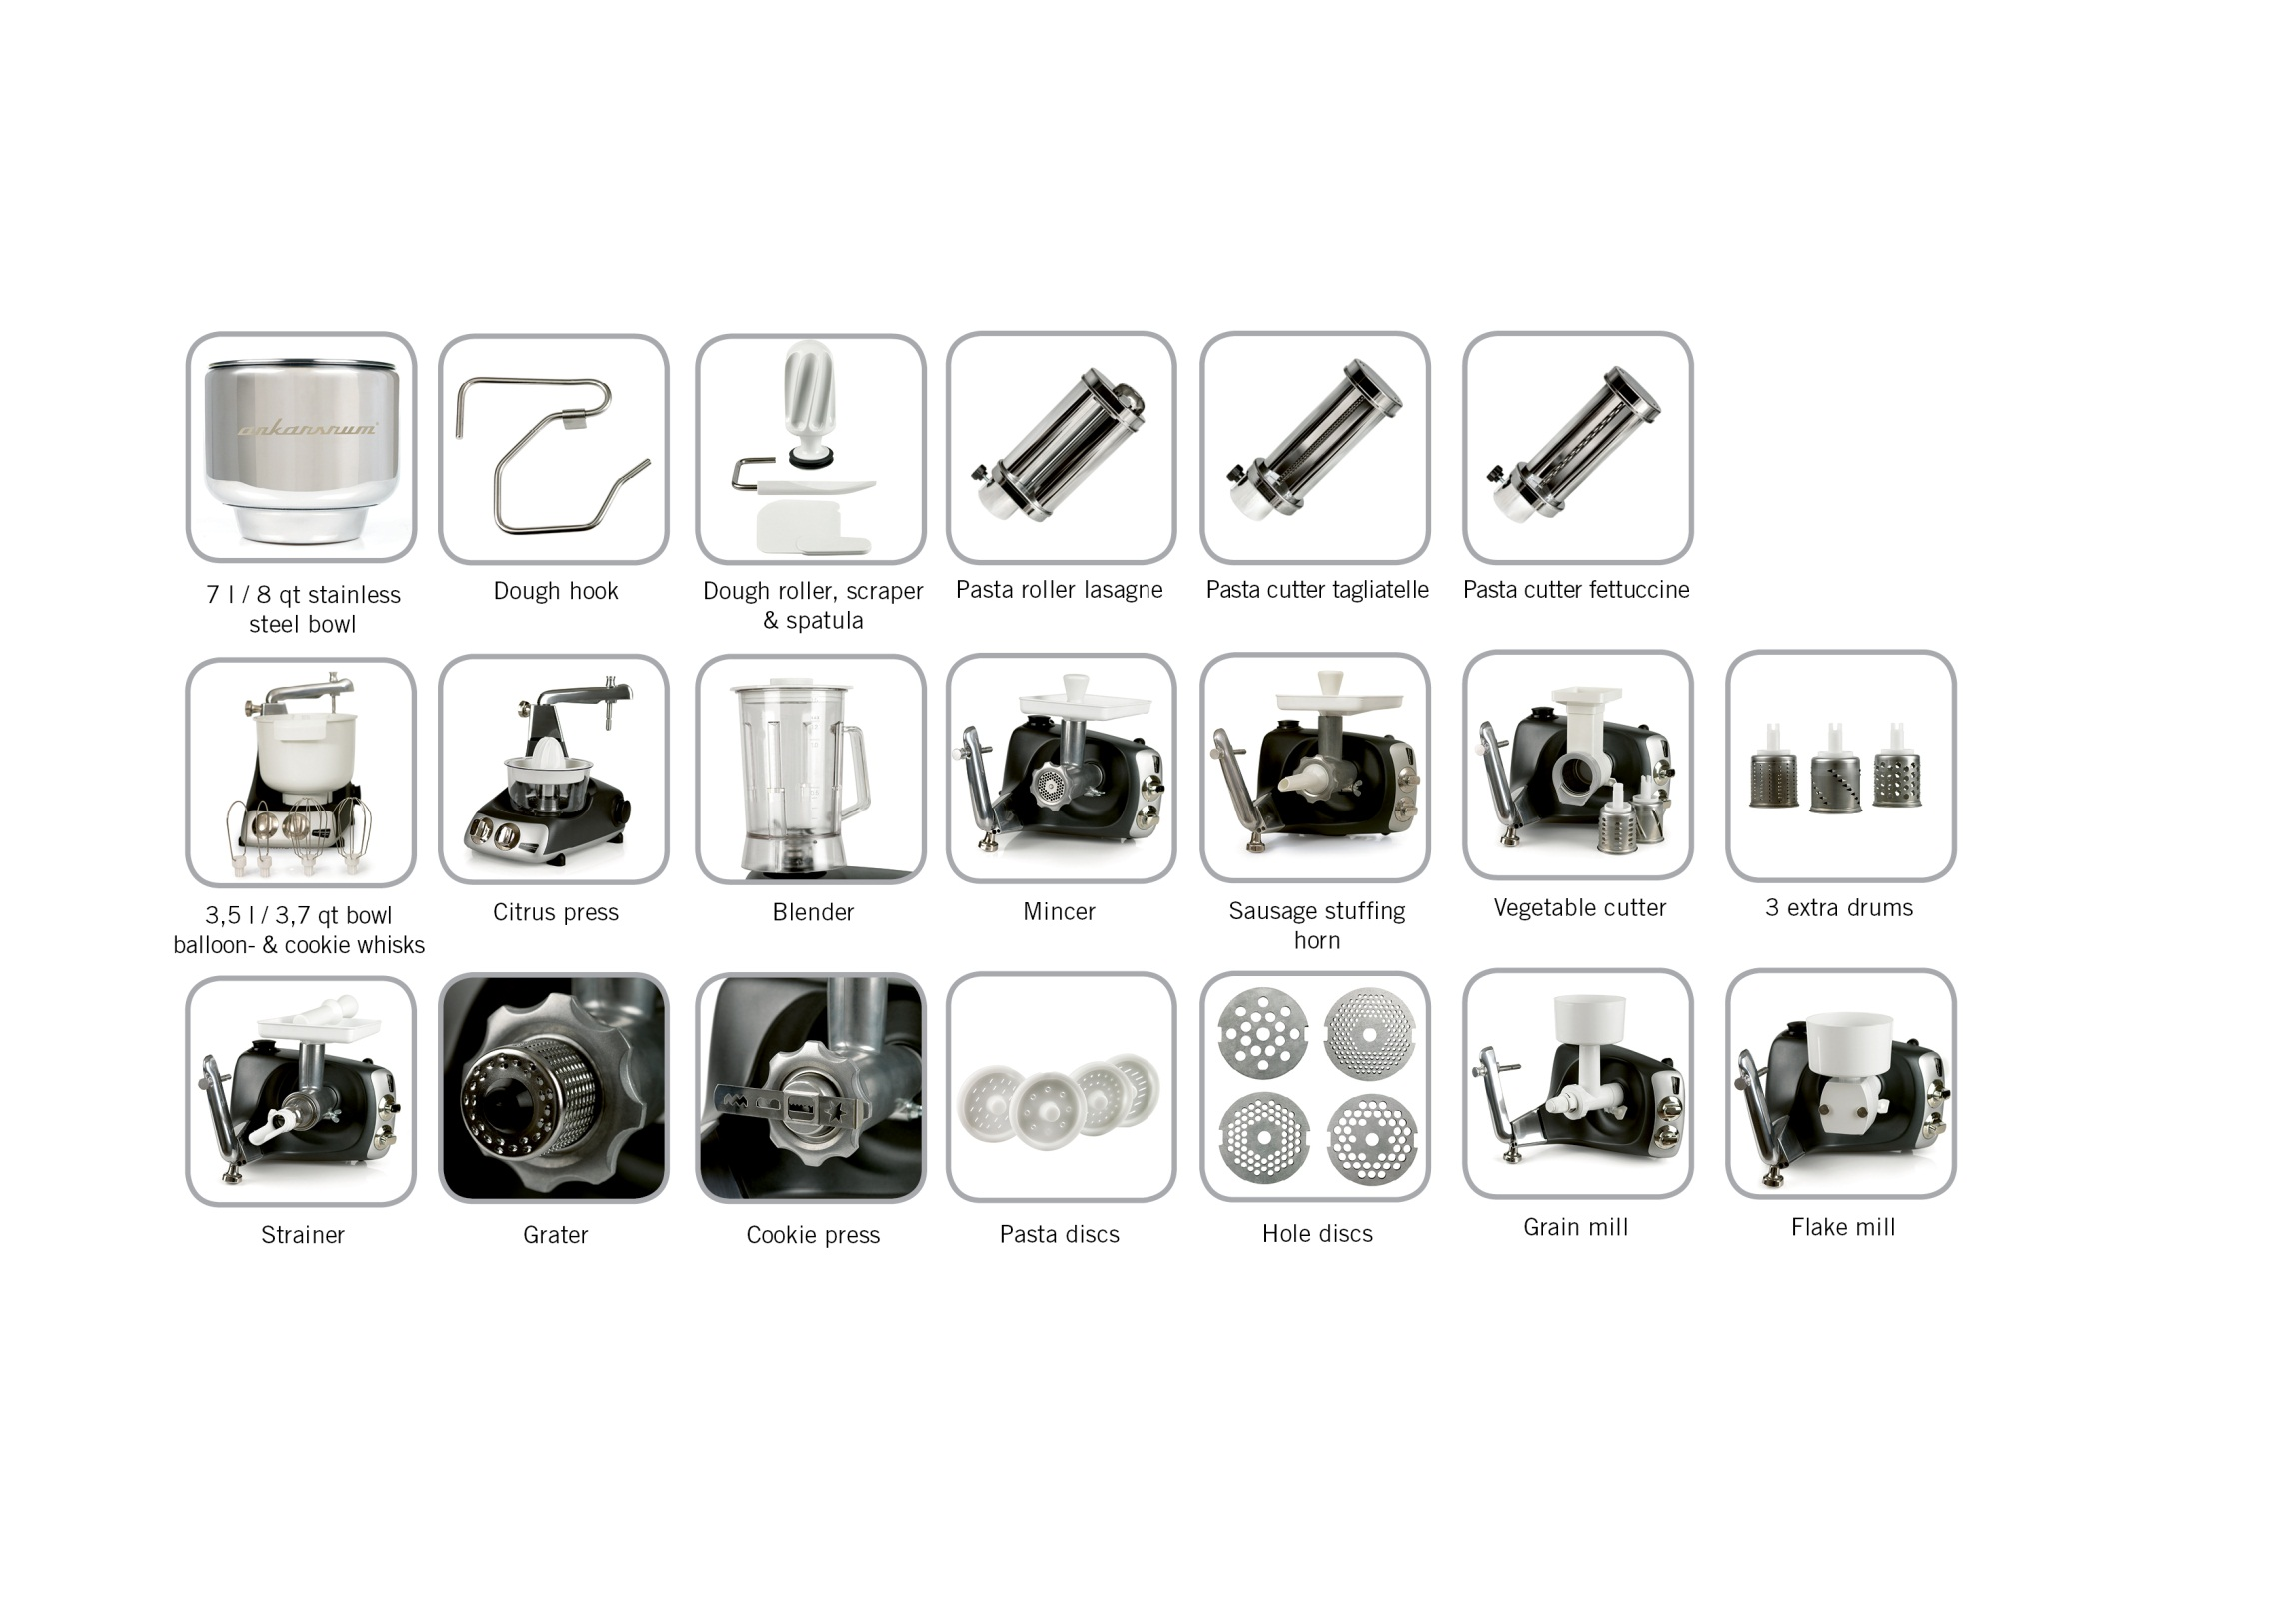 ankarsrum®
7 l / 8 qt stainless
steel bowl
Dough hook
Dough roller, scraper
& spatula
Pasta roller lasagne
Pasta cutter tagliatelle
Pasta cutter fettuccine
3,5 l / 3,7 qt bowl
balloon- & cookie whisks
Citrus press
Blender
Mincer
Sausage stuffing
horn
Vegetable cutter
3 extra drums
Strainer
Grater
Cookie press
Pasta discs
Hole discs
Grain mill
Flake mill